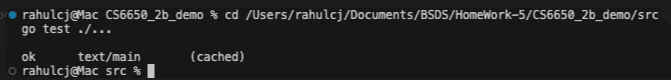 rahulcj@Mac CS6650_2b_demo % cd /Users/rahulcj/Documents/BSDS/HomeWork-5/CS6650_2b_demo/src
go test ./...
ok      text/main       (cached)
rahulcj@Mac src %